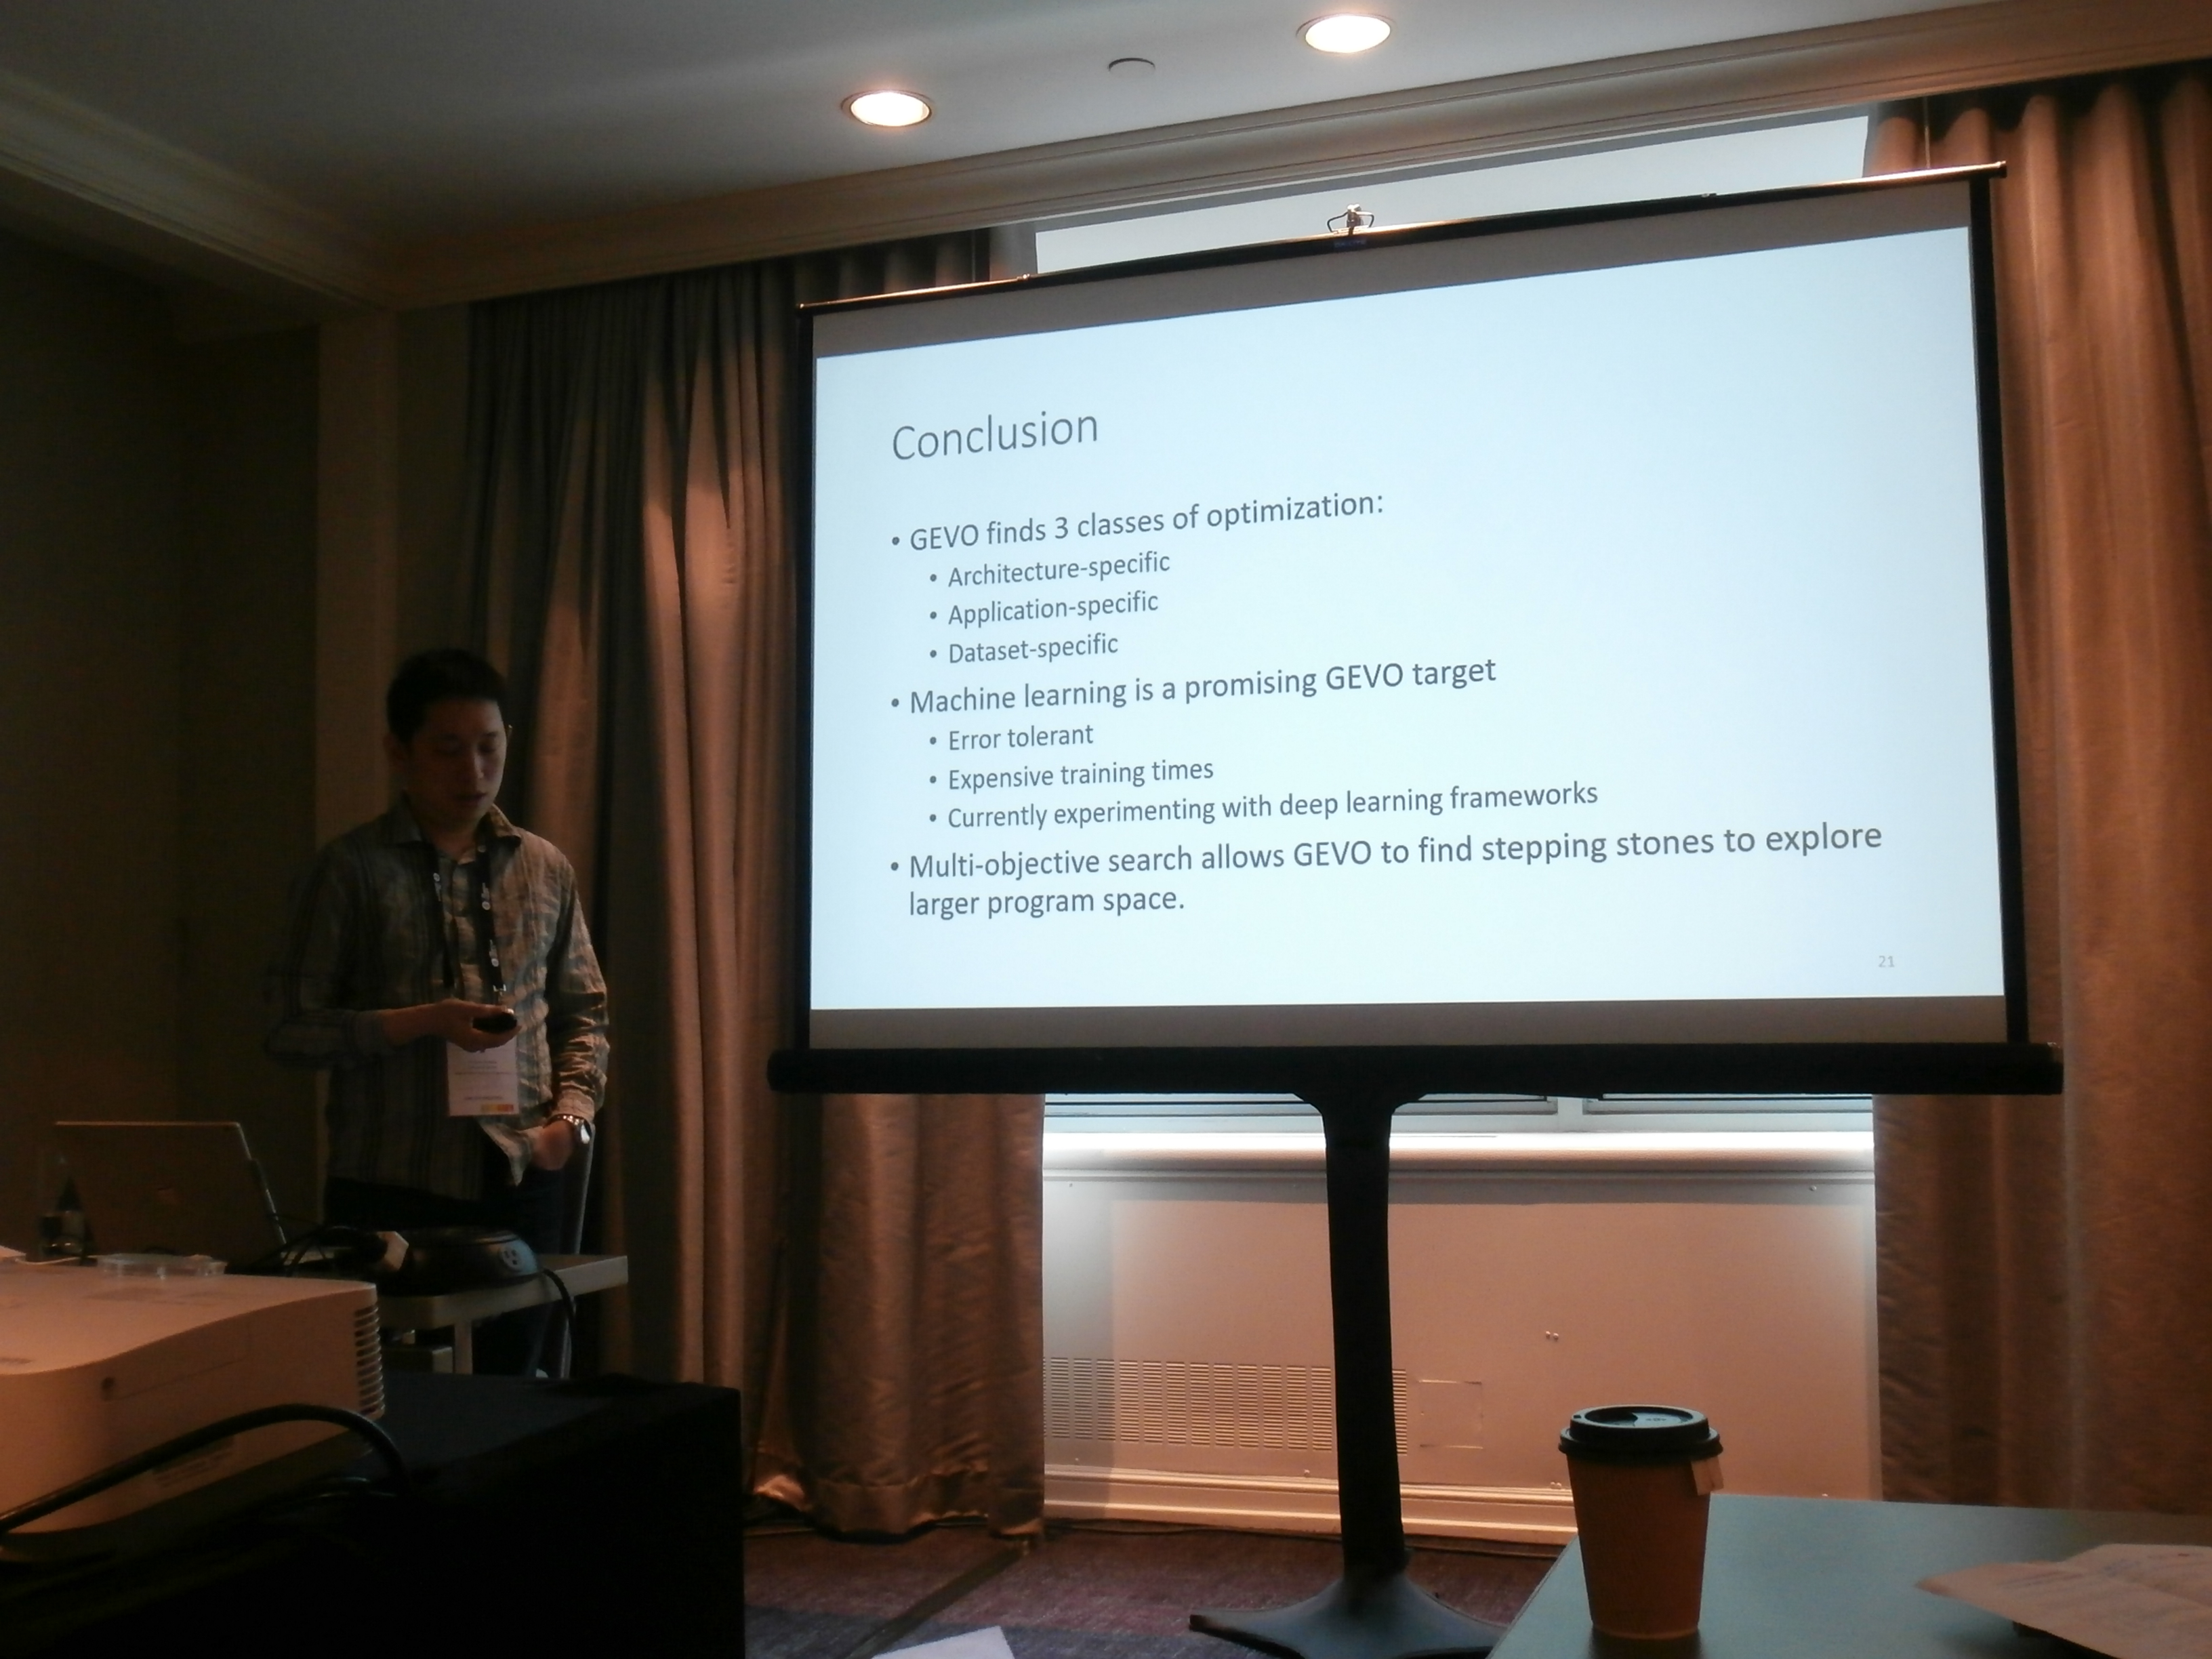 Conclusion
• GEVO finds 3 classes of optimization:
• Architecture-specific
• Application-specific
• Dataset-specific
• Machine learning is a promising GEVO target
• Error tolerant
• Expensive training times
• Currently experimenting with deep learning frameworks
• Multi-objective search allows GEVO to find stepping stones to explore
larger program space.
21